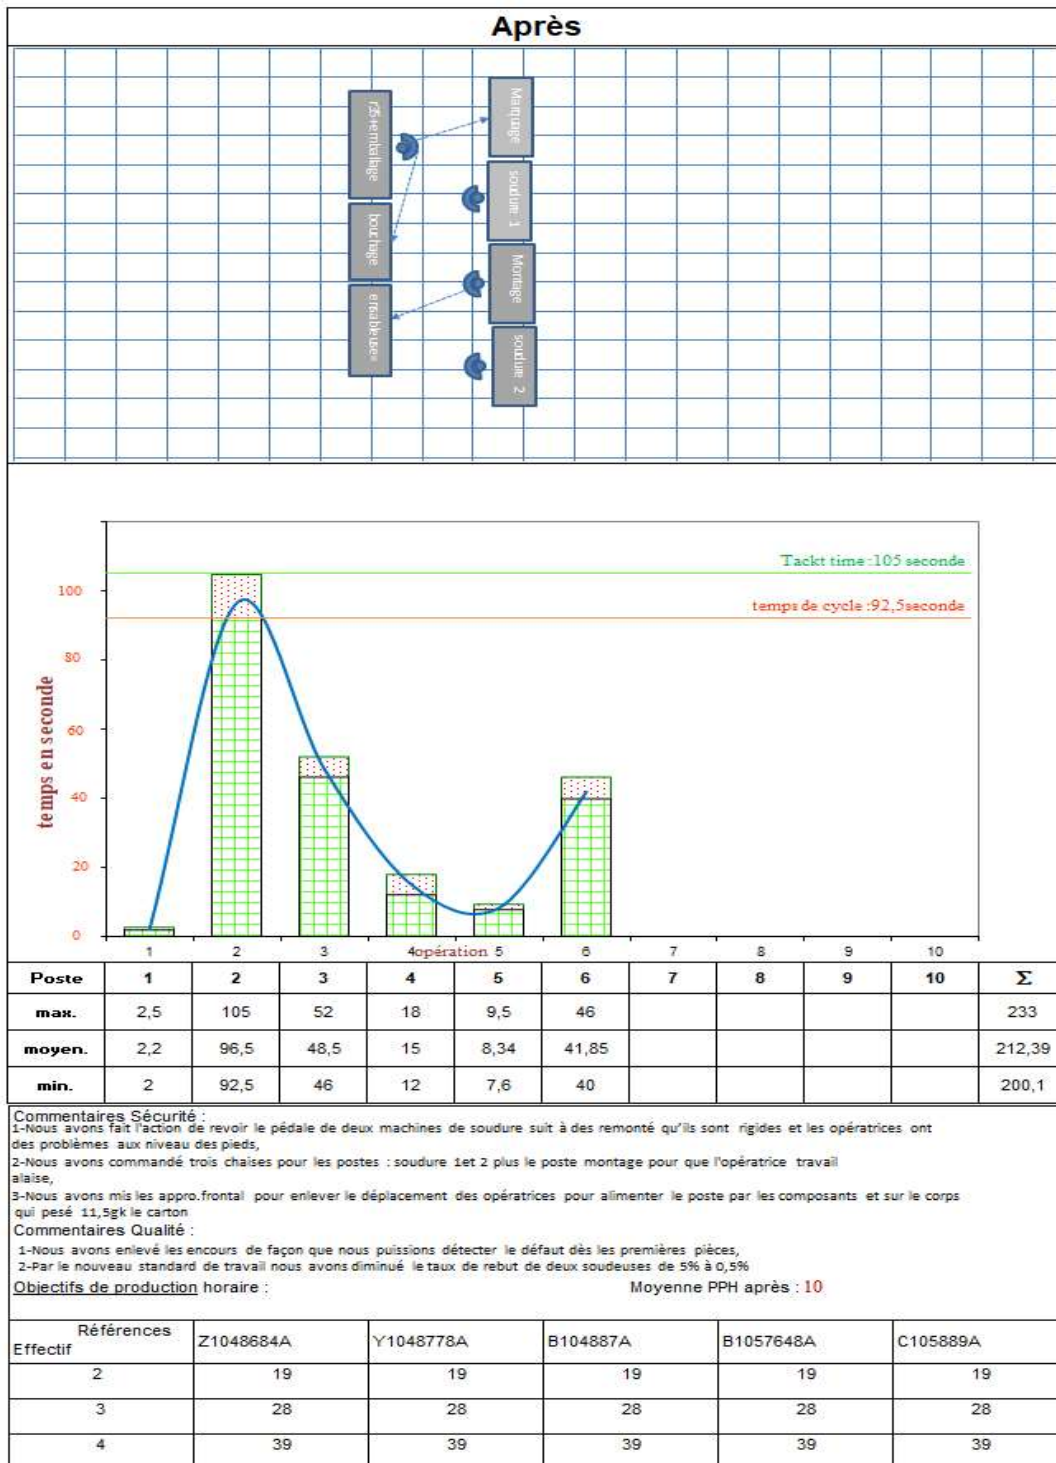 Après
Marquage
r35+emballage
soudure 1
bouchage
Montage
ensableuse=
soudure 2
Tackt time :105 seconde
temps de cycle :92,5seconde
temps en seconde
100
80
60
40
20
0
1 2 3 4 opération 5 6 7 8 9 10
Poste 1 2 3 4 5 6 7 8 9 10 Σ
max. 2,5 105 52 18 9,5 46 233
moyen. 2,2 96,5 48,5 15 8,34 41,85 212,39
min. 2 92,5 46 12 7,6 40 200,1
Commentaires Sécurité :
1-Nous avons fait l'action de revoir le pédale de deux machines de soudure suit à des remonté qu'ils sont rigides et les opératrices ont
des problèmes aux niveau des pieds,
2-Nous avons commandé trois chaises pour les postes : soudure 1et 2 plus le poste montage pour que l'opératrice travail
alaise,
3-Nous avons mis les appro.frontal pour enlever le déplacement des opératrices pour alimenter le poste par les composants et sur le corps
qui pesé 11,5gk le carton
Commentaires Qualité :
1-Nous avons enlevé les encours de façon que nous puissions détecter le défaut dès les premières pièces,
2-Par le nouveau standard de travail nous avons diminué le taux de rebut de deux soudeuses de 5% à 0,5%
Objectifs de production horaire : Moyenne PPH après : 10
Références
Effectif Z1048684A Y1048778A B104887A B1057648A C105889A
2 19 19 19 19 19
3 28 28 28 28 28
4 39 39 39 39 39